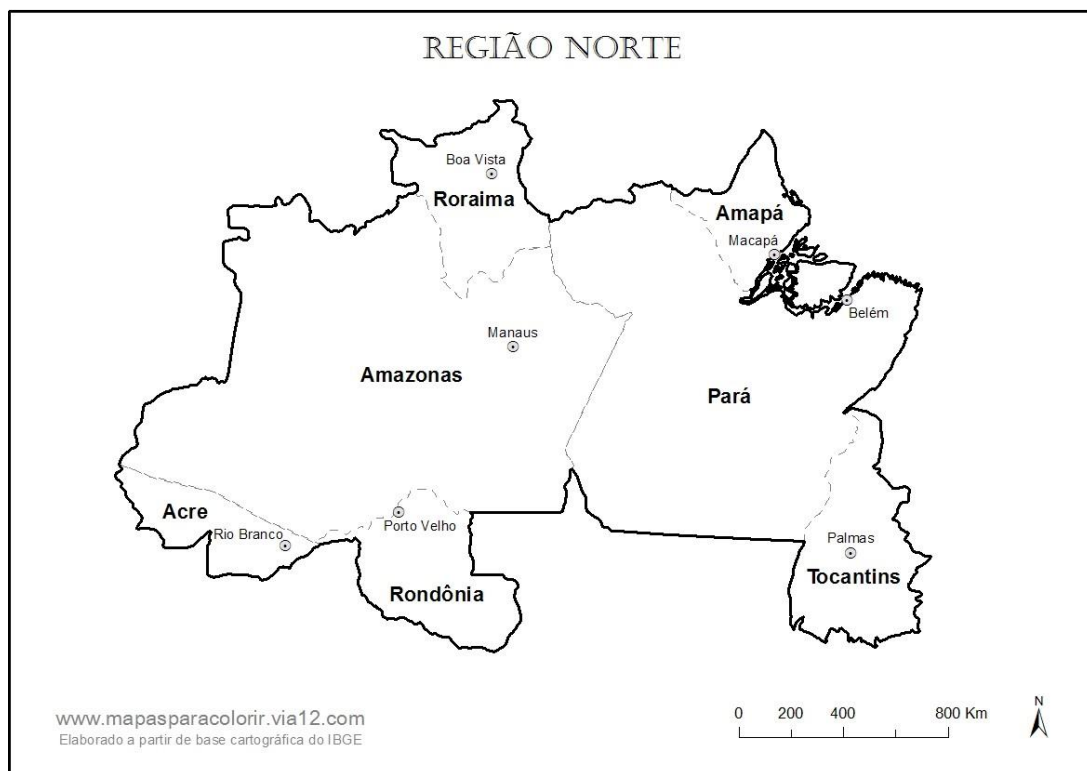 REGIÃO NORTE
Boa Vista
Roraima
Amapá
Macapá
Belém
Manaus
Amazonas
Pará
Acre
Rio Branco
Porto Velho
Rondônia
Palmas
Tocantins
www.mapasparacolorir.via12.com
Elaborado a partir de base cartográfica do IBGE
0 200 400 800 Km
N